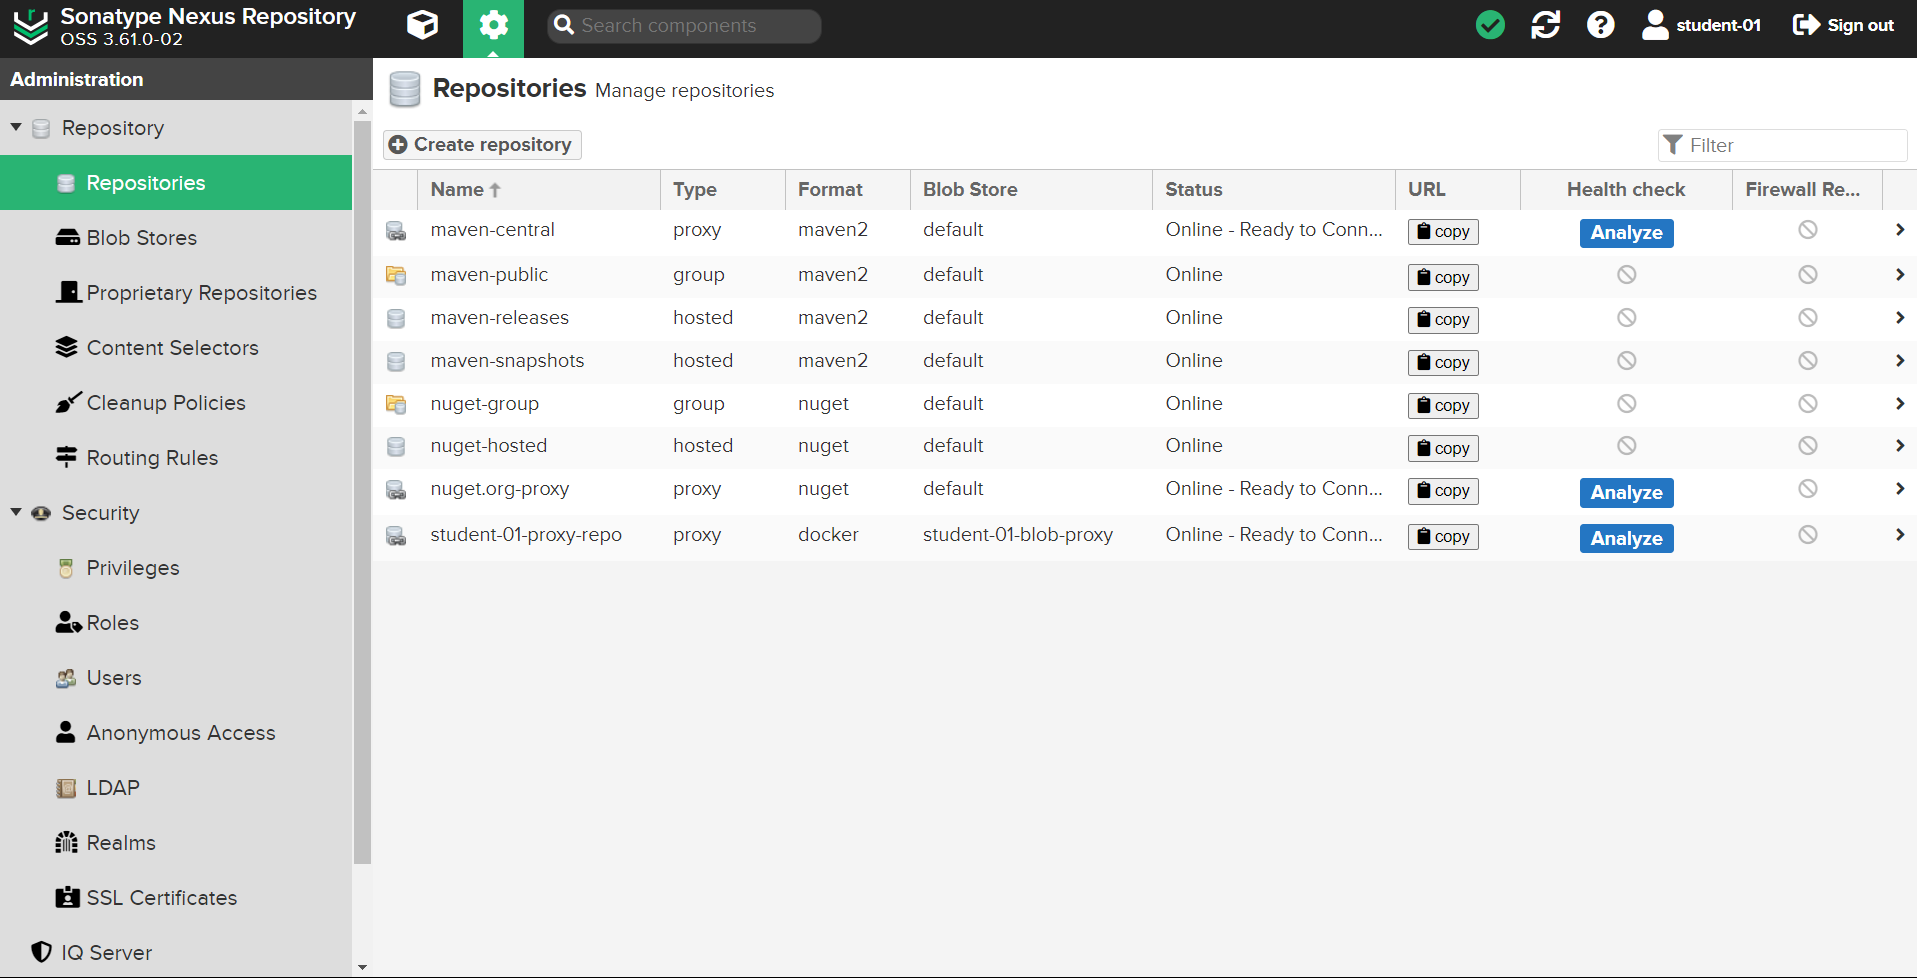 Sonatype Nexus Repository
OSS 3.61.0-02
Search components
student-01
Sign out
Administration
Repository
Repositories
Blob Stores
Proprietary Repositories
Content Selectors
Cleanup Policies
Routing Rules
Security
Privileges
Roles
Users
Anonymous Access
LDAP
Realms
SSL Certificates
IQ Server
Repositories Manage repositories
Create repository
Filter
Name Type Format Blob Store Status URL Health check Firewall Re...
maven-central proxy maven2 default Online - Ready to Conn... copy Analyze
maven-public group maven2 default Online copy
maven-releases hosted maven2 default Online copy
maven-snapshots hosted maven2 default Online copy
nuget-group group nuget default Online copy
nuget-hosted hosted nuget default Online copy
nuget.org-proxy proxy nuget default Online - Ready to Conn... copy Analyze
student-01-proxy-repo proxy docker student-01-blob-proxy Online - Ready to Conn... copy Analyze